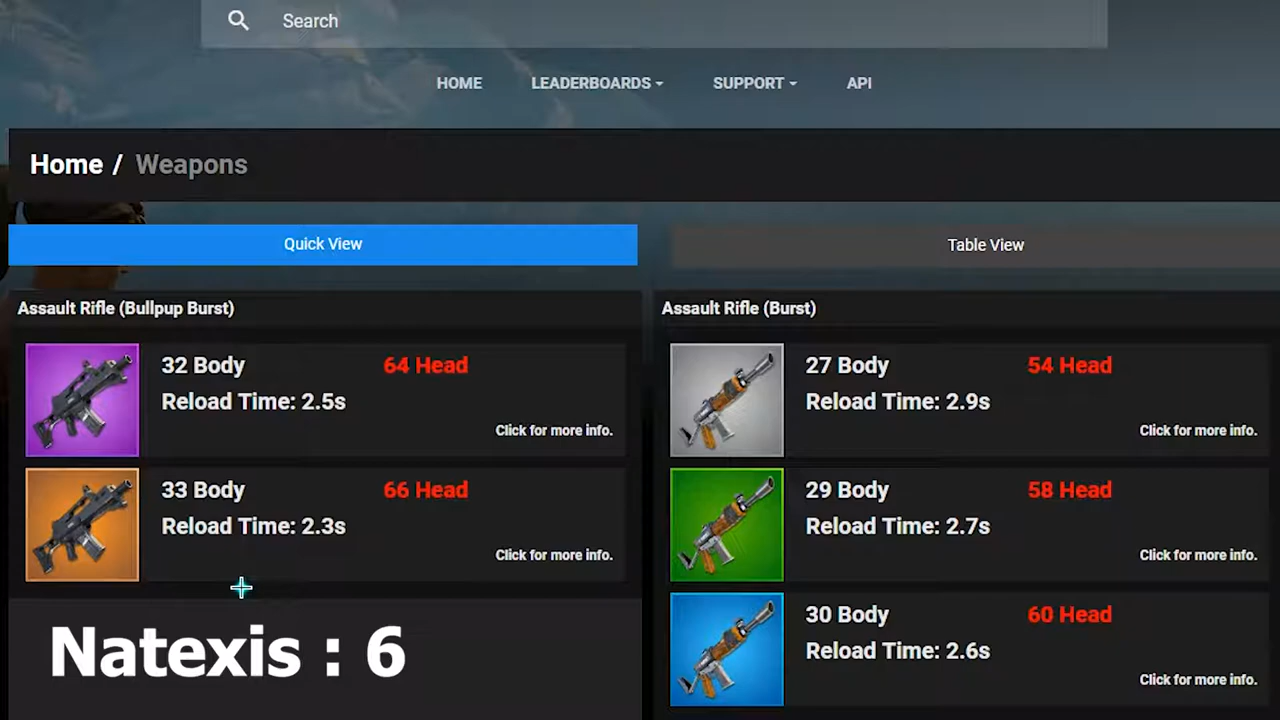 Search
HOME LEADERBOARDS SUPPORT API
Home / Weapons
Quick View
Table View
Assault Rifle (Bullpup Burst)
32 Body 64 Head
Reload Time: 2.5s
Click for more info.
33 Body 66 Head
Reload Time: 2.3s
Click for more info.
Natexis : 6
Assault Rifle (Burst)
27 Body 54 Head
Reload Time: 2.9s
Click for more info.
29 Body 58 Head
Reload Time: 2.7s
Click for more info.
30 Body 60 Head
Reload Time: 2.6s
Click for more info.